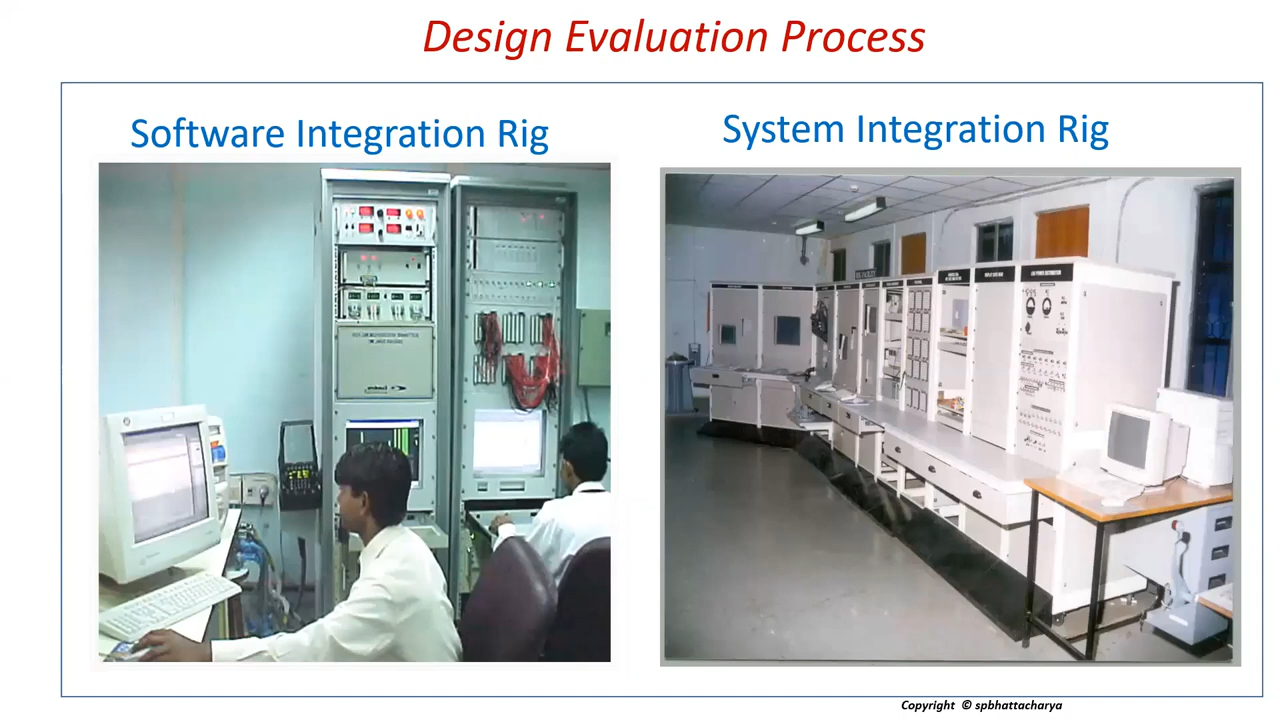 Design Evaluation Process
Software Integration Rig
System Integration Rig
Copyright © spbhattacharya